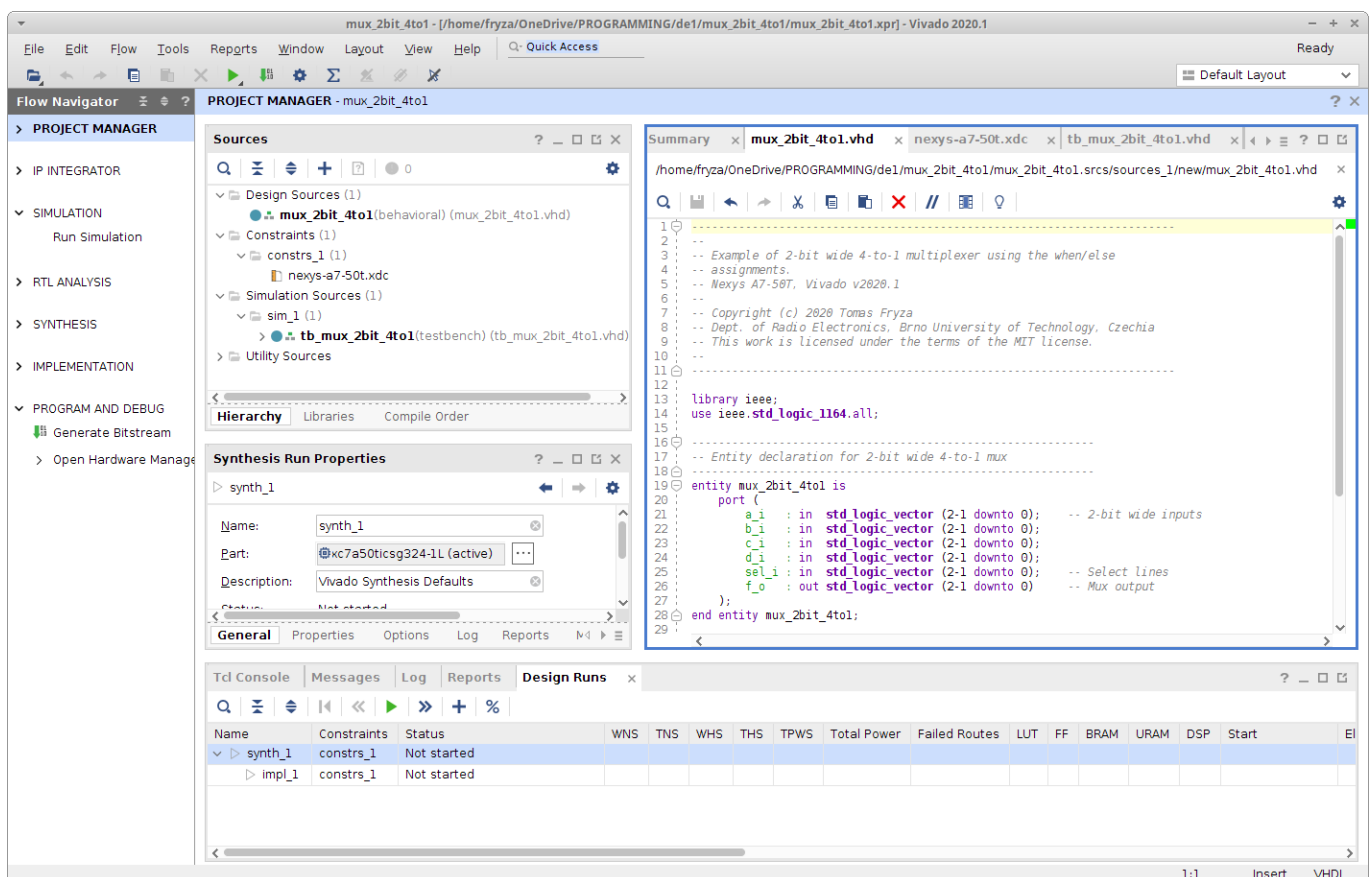 mux_2bit_4to1 - [/home/fryza/OneDrive/PROGRAMMING/de1/mux_2bit_4to1/mux_2bit_4to1.xpr] - Vivado 2020.1
File Edit Flow Tools Reports Window Layout View Help Quick Access Ready
Default Layout
Flow Navigator ?
PROJECT MANAGER - mux_2bit_4to1 ?
PROJECT MANAGER
IP INTEGRATOR
SIMULATION
Run Simulation
RTL ANALYSIS
SYNTHESIS
IMPLEMENTATION
PROGRAM AND DEBUG
Generate Bitstream
Open Hardware Manage
Sources ?
0
Design Sources (1)
mux_2bit_4to1(behavioral) (mux_2bit_4to1.vhd)
Constraints (1)
constrs_1 (1)
nexys-a7-50t.xdc
Simulation Sources (1)
sim_1 (1)
tb_mux_2bit_4to1(testbench) (tb_mux_2bit_4to1.vhd)
Utility Sources
Hierarchy Libraries Compile Order
Synthesis Run Properties ?
synth_1
Name: synth_1
Part: xc7a50ticsg324-1L (active) ...
Description: Vivado Synthesis Defaults
Status: Not started
General Properties Options Log Reports
Summary mux_2bit_4to1.vhd nexys-a7-50t.xdc tb_mux_2bit_4to1.vhd ?
/home/fryza/OneDrive/PROGRAMMING/de1/mux_2bit_4to1/mux_2bit_4to1.srcs/sources_1/new/mux_2bit_4to1.vhd
1 ------------------------------------------------------------------------
2 --
3 -- Example of 2-bit wide 4-to-1 multiplexer using the when/else
4 -- assignments.
5 -- Nexys A7-50T, Vivado v2020.1
6 --
7 -- Copyright (c) 2020 Tomas Fryza
8 -- Dept. of Radio Electronics, Brno University of Technology, Czechia
9 -- This work is licensed under the terms of the MIT license.
10 --
11 ------------------------------------------------------------------------
12
13 library ieee;
14 use ieee.std_logic_1164.all;
15
16 ------------------------------------------------------------
17 -- Entity declaration for 2-bit wide 4-to-1 mux
18 ------------------------------------------------------------
19 entity mux_2bit_4to1 is
20 port (
21 a_i : in std_logic_vector (2-1 downto 0); -- 2-bit wide inputs
22 b_i : in std_logic_vector (2-1 downto 0);
23 c_i : in std_logic_vector (2-1 downto 0);
24 d_i : in std_logic_vector (2-1 downto 0);
25 sel_i : in std_logic_vector (2-1 downto 0); -- Select lines
26 f_o : out std_logic_vector (2-1 downto 0) -- Mux output
27 );
28 end entity mux_2bit_4to1;
29
Tcl Console Messages Log Reports Design Runs ?
Name Constraints Status WNS TNS WHS THS TPWS Total Power Failed Routes LUT FF BRAM URAM DSP Start El
synth_1 constrs_1 Not started
impl_1 constrs_1 Not started
1:1 Insert VHDL